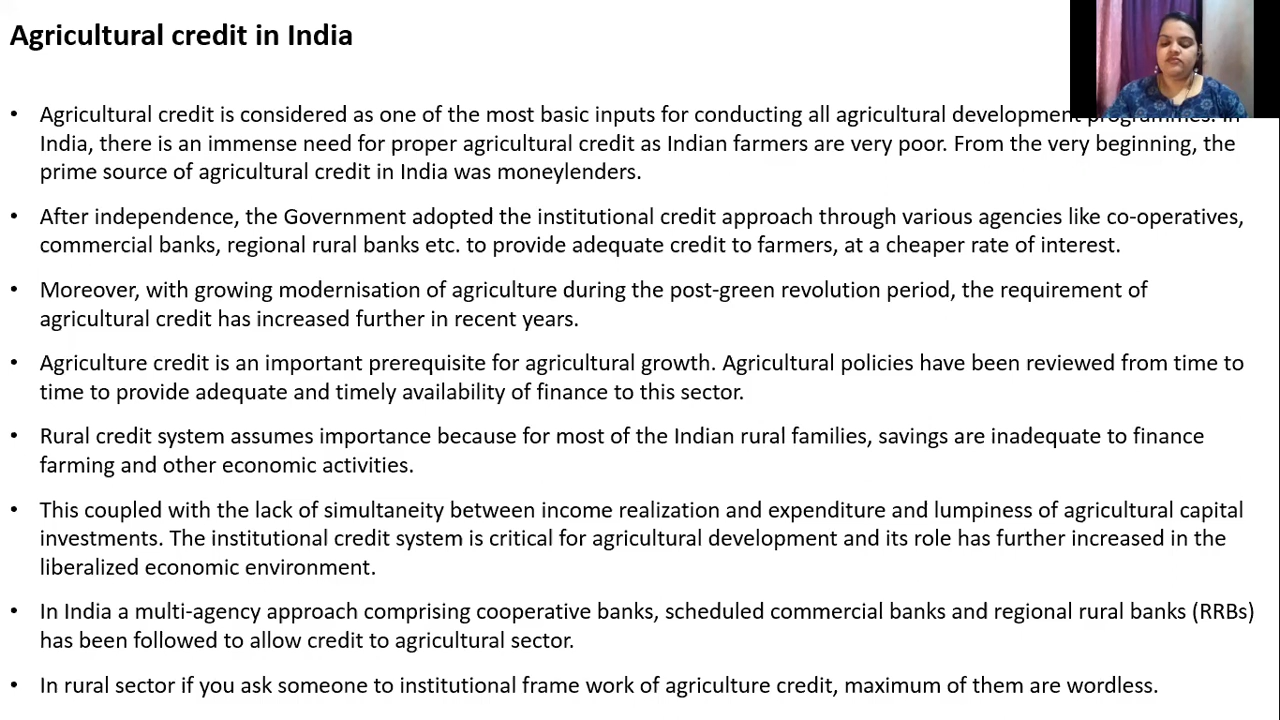 Agricultural credit in India
• Agricultural credit is considered as one of the most basic inputs for conducting all agricultural development programmes. In
India, there is an immense need for proper agricultural credit as Indian farmers are very poor. From the very beginning, the
prime source of agricultural credit in India was moneylenders.
• After independence, the Government adopted the institutional credit approach through various agencies like co-operatives,
commercial banks, regional rural banks etc. to provide adequate credit to farmers, at a cheaper rate of interest.
• Moreover, with growing modernisation of agriculture during the post-green revolution period, the requirement of
agricultural credit has increased further in recent years.
• Agriculture credit is an important prerequisite for agricultural growth. Agricultural policies have been reviewed from time to
time to provide adequate and timely availability of finance to this sector.
• Rural credit system assumes importance because for most of the Indian rural families, savings are inadequate to finance
farming and other economic activities.
• This coupled with the lack of simultaneity between income realization and expenditure and lumpiness of agricultural capital
investments. The institutional credit system is critical for agricultural development and its role has further increased in the
liberalized economic environment.
• In India a multi-agency approach comprising cooperative banks, scheduled commercial banks and regional rural banks (RRBs)
has been followed to allow credit to agricultural sector.
• In rural sector if you ask someone to institutional frame work of agriculture credit, maximum of them are wordless.